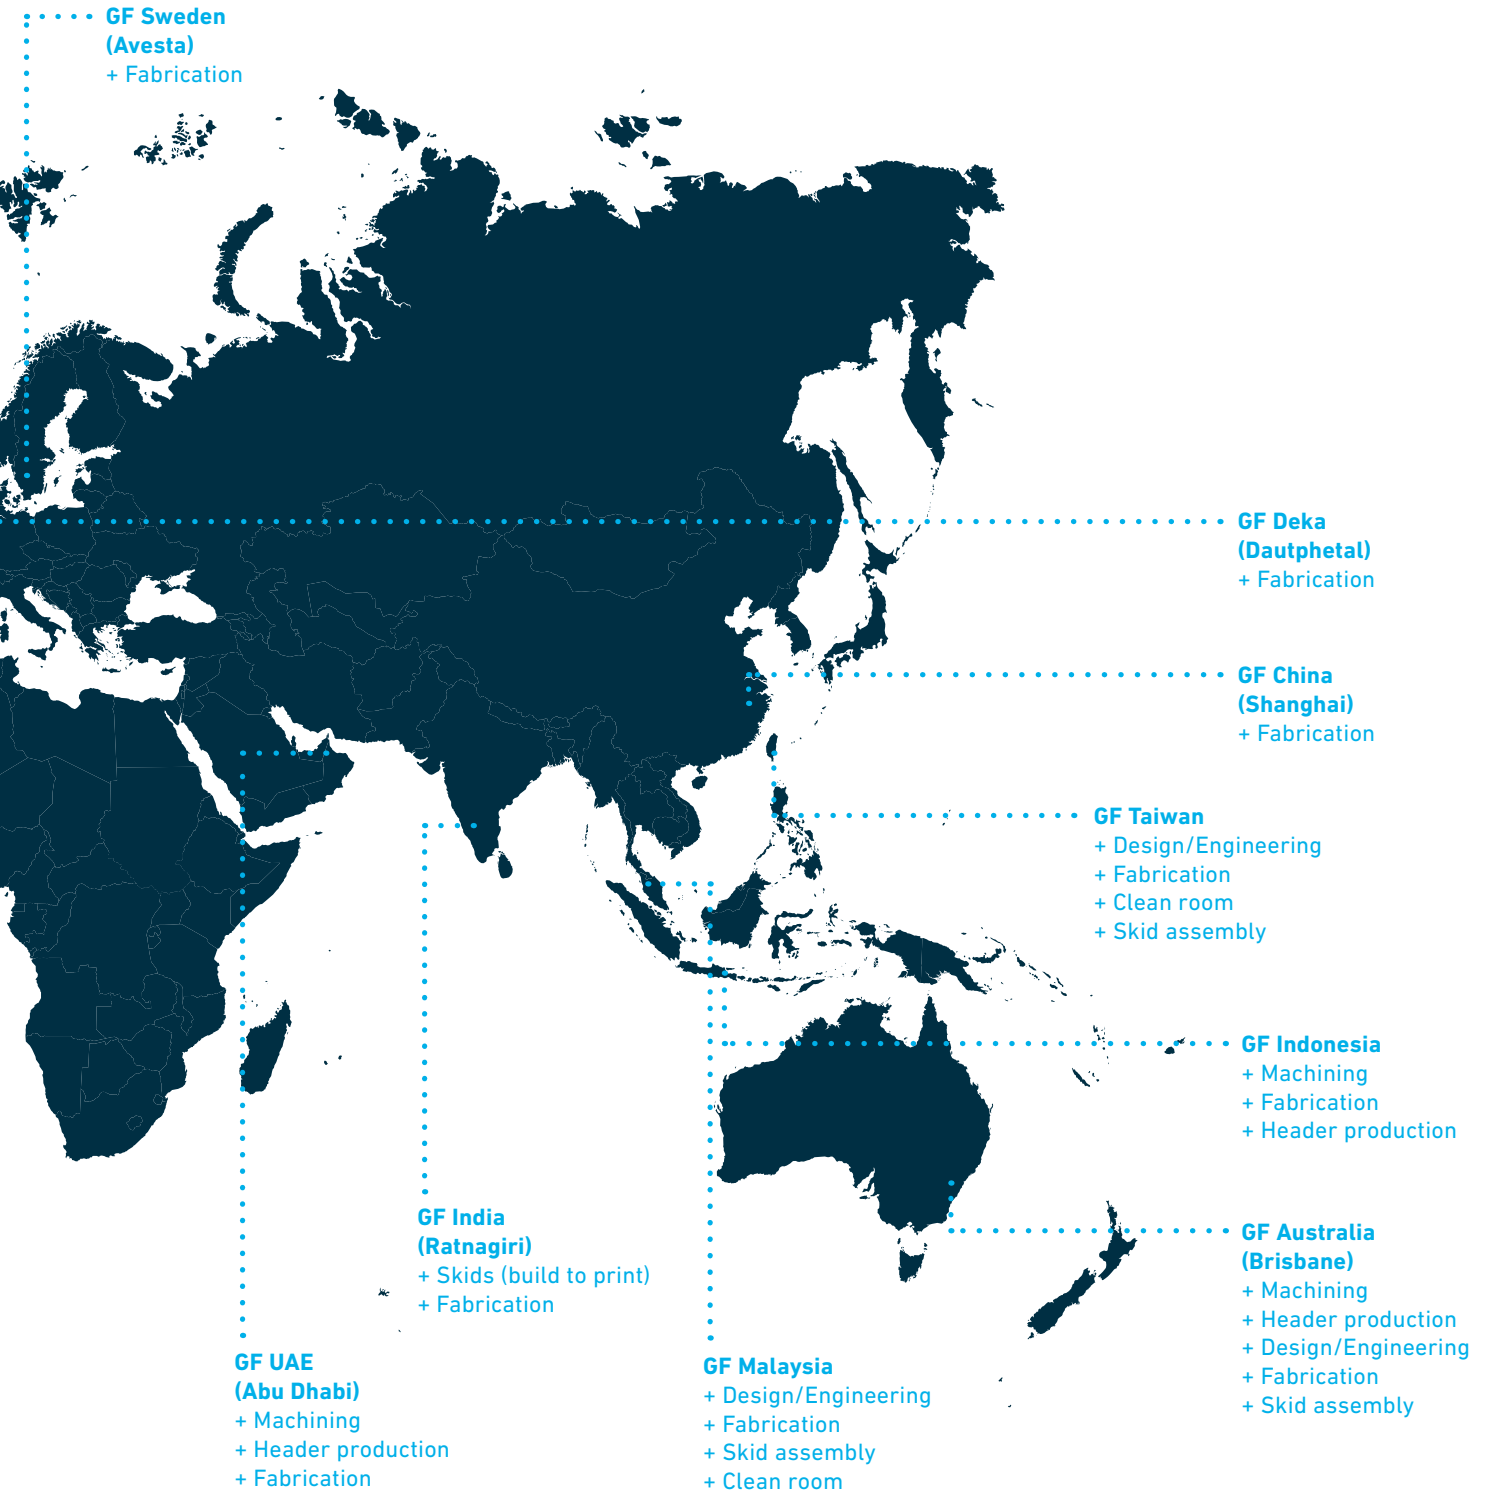 GF Sweden
(Avesta)
+ Fabrication
GF Deka
(Dautphetal)
+ Fabrication
GF China
(Shanghai)
+ Fabrication
GF Taiwan
+ Design/Engineering
+ Fabrication
+ Clean room
+ Skid assembly
GF Indonesia
+ Machining
+ Fabrication
+ Header production
GF India
(Ratnagiri)
+ Skids (build to print)
+ Fabrication
GF Australia
(Brisbane)
+ Machining
+ Header production
+ Design/Engineering
+ Fabrication
+ Skid assembly
GF UAE
(Abu Dhabi)
+ Machining
+ Header production
+ Fabrication
GF Malaysia
+ Design/Engineering
+ Fabrication
+ Skid assembly
+ Clean room